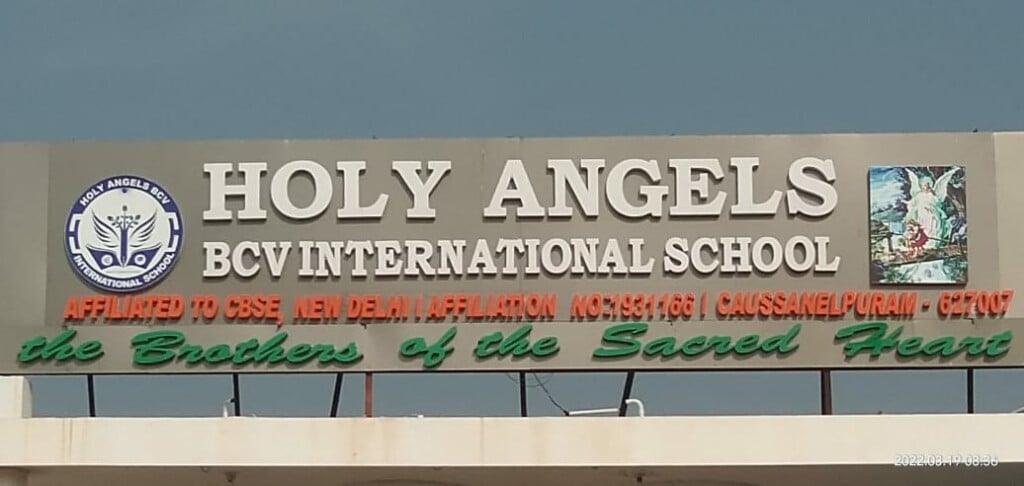 HOLY ANGELS
BCV INTERNATIONAL SCHOOL
HOLY ANGELS BCV
INTERNATIONAL SCHOOL
AFFILIATED TO CBSE, NEW DELHI | AFFILIATION NO:1931166 | CAUSSANELPURAM - 627007
the Brothers of the Sacred Heart
2022.03.19 08:36